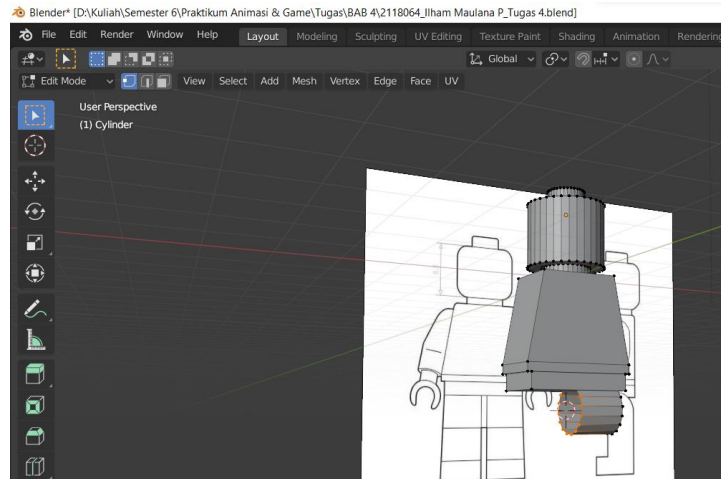 Blender* [D:\Kuliah\Semester 6\Praktikum Animasi & Game\Tugas\BAB 4\2118064_Ilham Maulana P_Tugas 4.blend]
File Edit Render Window Help Layout Modeling Sculpting UV Editing Texture Paint Shading Animation Rendering
Global
Edit Mode View Select Add Mesh Vertex Edge Face UV
User Perspective
(1) Cylinder